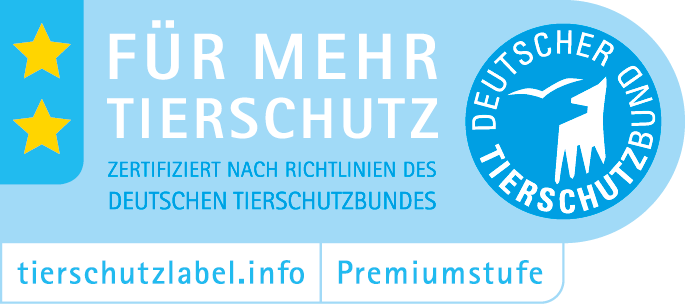 FÜR MEHR
TIERSCHUTZ
ZERTIFIZIERT NACH RICHTLINIEN DES
DEUTSCHEN TIERSCHUTZBUNDES
DEUTSCHER
TIERSCHUTZBUND
tierschutzlabel.info
Premiumstufe